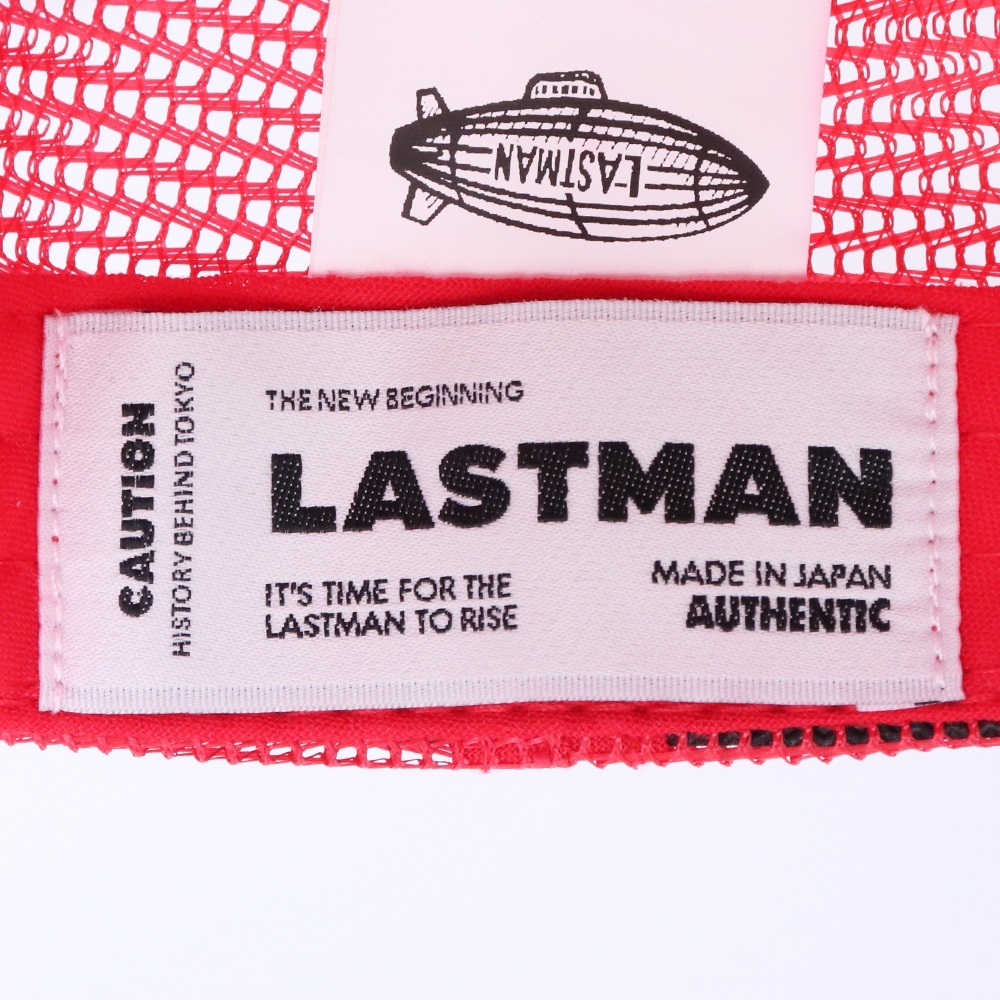 LASTMAN
CAUTION
HISTORY BEHIND TOKYO
THE NEW BEGINNING
LASTMAN
IT'S TIME FOR THE
LASTMAN TO RISE
MADE IN JAPAN
AUTHENTIC